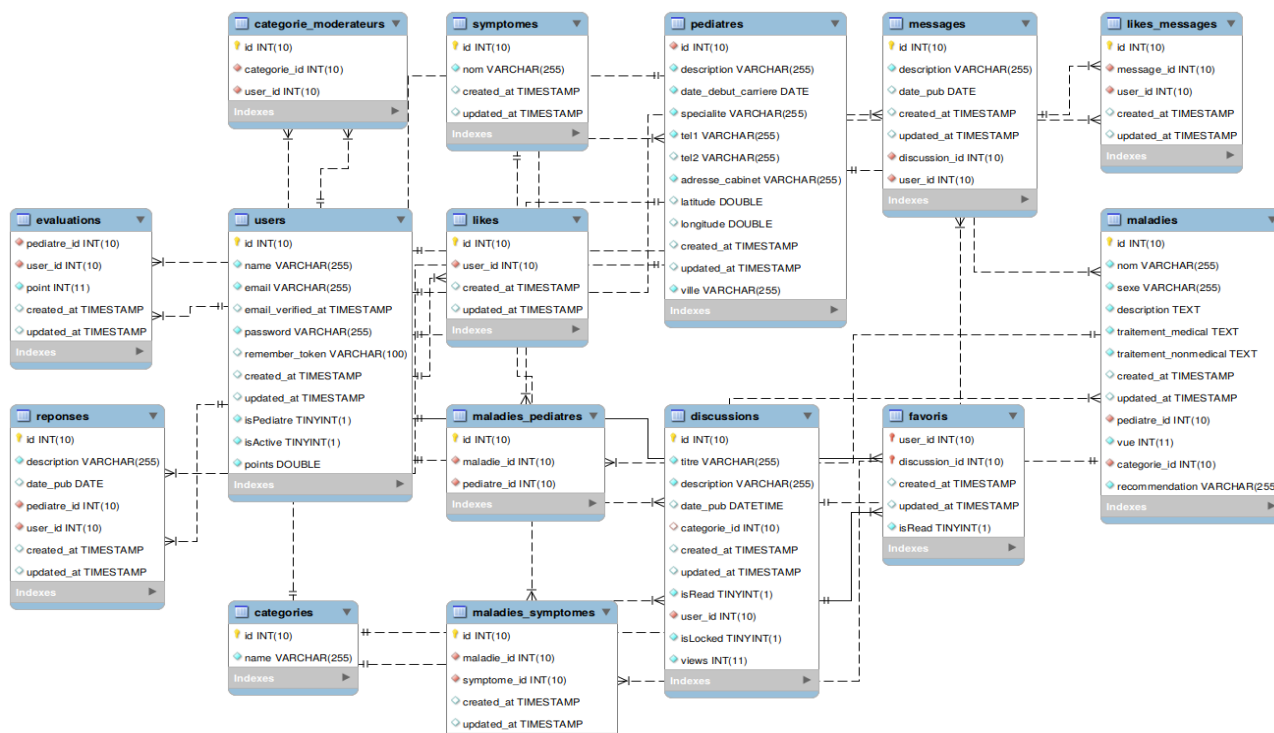 categorie_moderateurs
id INT(10)
categorie_id INT(10)
user_id INT(10)
Indexes
symptomes
id INT(10)
nom VARCHAR(255)
created_at TIMESTAMP
updated_at TIMESTAMP
Indexes
pediatres
id INT(10)
description VARCHAR(255)
date_debut_carriere DATE
specialite VARCHAR(255)
tel1 VARCHAR(255)
tel2 VARCHAR(255)
adresse_cabinet VARCHAR(255)
latitude DOUBLE
longitude DOUBLE
created_at TIMESTAMP
updated_at TIMESTAMP
ville VARCHAR(255)
Indexes
messages
id INT(10)
description VARCHAR(255)
date_pub DATE
created_at TIMESTAMP
updated_at TIMESTAMP
discussion_id INT(10)
user_id INT(10)
Indexes
likes_messages
id INT(10)
message_id INT(10)
user_id INT(10)
created_at TIMESTAMP
updated_at TIMESTAMP
Indexes
evaluations
pediatre_id INT(10)
user_id INT(10)
point INT(11)
created_at TIMESTAMP
updated_at TIMESTAMP
Indexes
users
id INT(10)
name VARCHAR(255)
email VARCHAR(255)
email_verified_at TIMESTAMP
password VARCHAR(255)
remember_token VARCHAR(100)
created_at TIMESTAMP
updated_at TIMESTAMP
isPediatre TINYINT(1)
isActive TINYINT(1)
points DOUBLE
Indexes
likes
id INT(10)
user_id INT(10)
created_at TIMESTAMP
updated_at TIMESTAMP
Indexes
maladies
id INT(10)
nom VARCHAR(255)
sexe VARCHAR(255)
description TEXT
traitement_medical TEXT
traitement_nonmedical TEXT
created_at TIMESTAMP
updated_at TIMESTAMP
pediatre_id INT(10)
vue INT(11)
categorie_id INT(10)
recommendation VARCHAR(255
Indexes
reponses
id INT(10)
description VARCHAR(255)
date_pub DATE
pediatre_id INT(10)
user_id INT(10)
created_at TIMESTAMP
updated_at TIMESTAMP
Indexes
maladies_pediatres
id INT(10)
maladie_id INT(10)
pediatre_id INT(10)
Indexes
discussions
id INT(10)
titre VARCHAR(255)
description VARCHAR(255)
date_pub DATETIME
categorie_id INT(10)
created_at TIMESTAMP
updated_at TIMESTAMP
isRead TINYINT(1)
user_id INT(10)
isLocked TINYINT(1)
views INT(11)
Indexes
favoris
user_id INT(10)
discussion_id INT(10)
created_at TIMESTAMP
updated_at TIMESTAMP
isRead TINYINT(1)
Indexes
categories
id INT(10)
name VARCHAR(255)
Indexes
maladies_symptomes
id INT(10)
maladie_id INT(10)
symptome_id INT(10)
created_at TIMESTAMP
updated_at TIMESTAMP